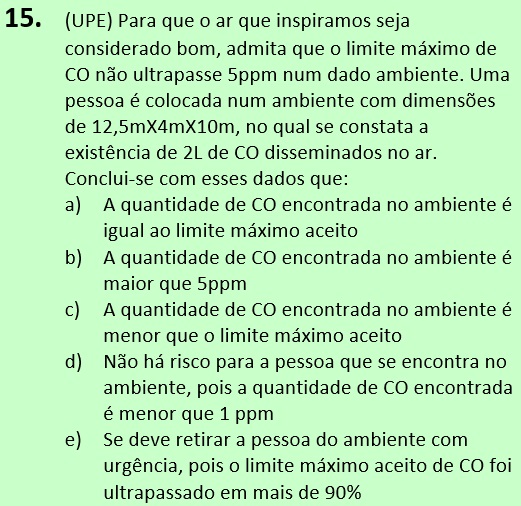 15. (UPE) Para que o ar que inspiramos seja
considerado bom, admita que o limite máximo de
CO não ultrapasse 5ppm num dado ambiente. Uma
pessoa é colocada num ambiente com dimensões
de 12,5mX4mX10m, no qual se constata a
existência de 2L de CO disseminados no ar.
Conclui-se com esses dados que:
a) A quantidade de CO encontrada no ambiente é
igual ao limite máximo aceito
b) A quantidade de CO encontrada no ambiente é
maior que 5ppm
c) A quantidade de CO encontrada no ambiente é
menor que o limite máximo aceito
d) Não há risco para a pessoa que se encontra no
ambiente, pois a quantidade de CO encontrada
é menor que 1 ppm
e) Se deve retirar a pessoa do ambiente com
urgência, pois o limite máximo aceito de CO foi
ultrapassado em mais de 90%